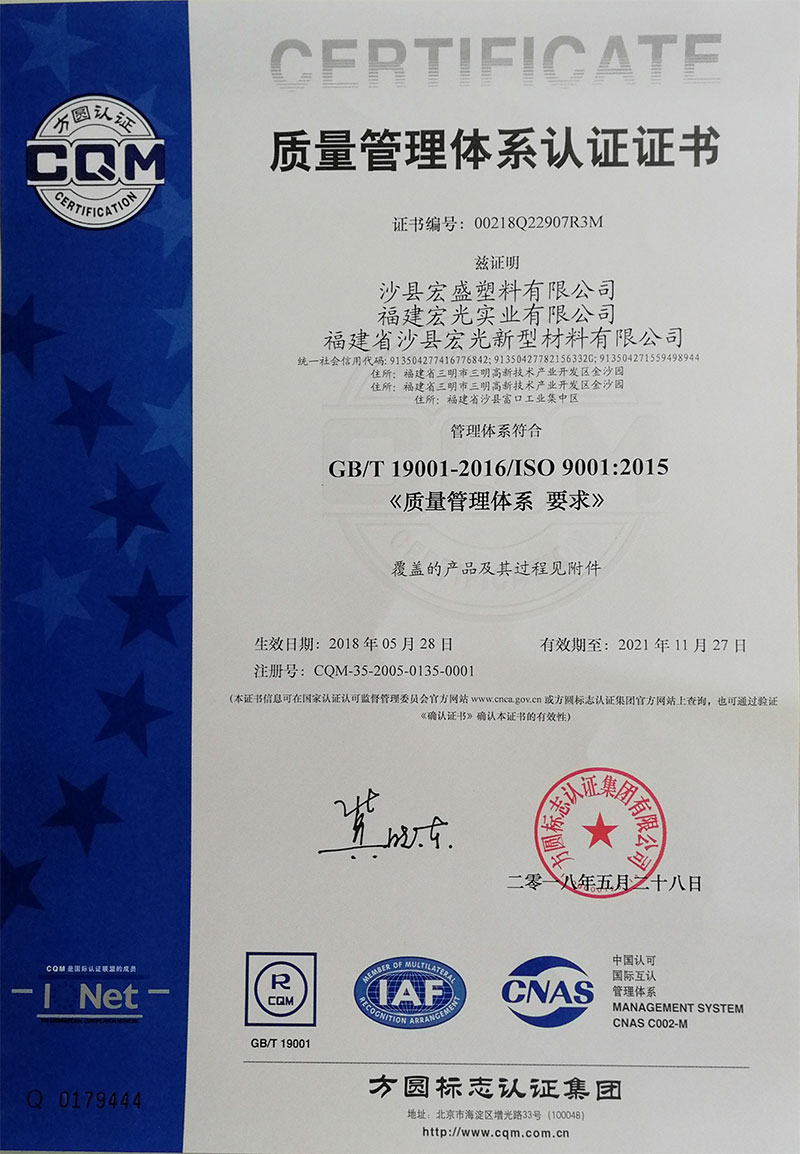 CERTIFICATE
方圆认证
CQM
CERTIFICATION
质量管理体系认证证书
证书编号：00218Q22907R3M
兹证明
沙县宏盛塑料有限公司
福建宏光实业有限公司
福建省沙县宏光新型材料有限公司
统一社会信用代码: 913504277416776842; 91350427782156332G; 913504271559498944
住所：福建省三明市三明高新技术产业开发区金沙园
住所：福建省三明市三明高新技术产业开发区金沙园
住所：福建省沙县富口工业集中区
管理体系符合
GB/T 19001-2016/ISO 9001:2015
《质量管理体系 要求》
覆盖的产品及其过程见附件
生效日期：2018 年 05 月 28 日 有效期至：2021 年 11 月 27 日
注册号：CQM-35-2005-0135-0001
(本证书信息可在国家认证认可监督管理委员会官方网站 www.cnca.gov.cn 或方圆标志认证集团官方网站上查询，也可通过验证
《确认证书》确认本证书的有效性)
方圆标志认证集团有限公司
二零一八年五月二十八日
CQM 是国际认证联盟的成员
Net
R
CQM
GB/T 19001
MEMBER OF MULTILATERAL
IAF
RECOGNITION ARRANGEMENT
CNAS
中国认可
国际互认
管理体系
MANAGEMENT SYSTEM
CNAS C002-M
Q 0179444
方圆标志认证集团
地址：北京市海淀区增光路33号 (100048)
http://www.cqm.com.cn